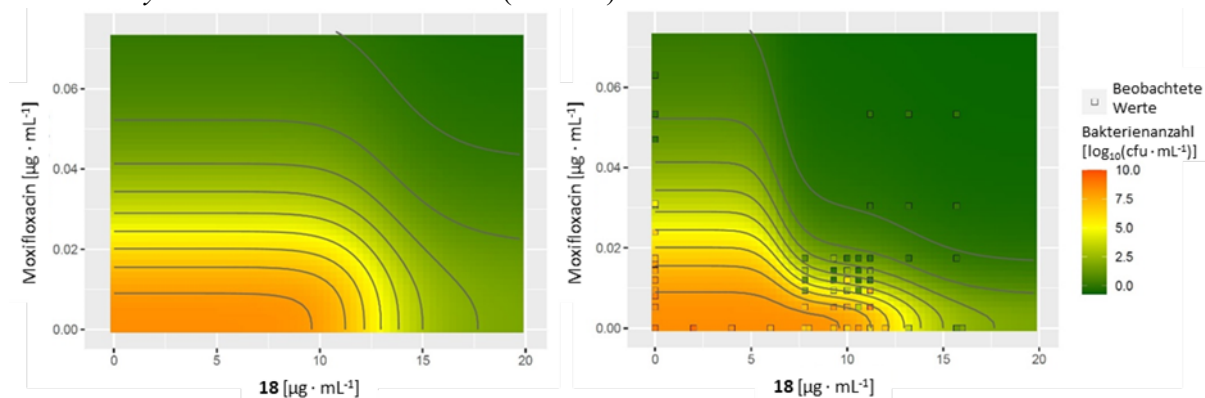 Moxifloxacin [µg · mL⁻¹]
0.06
0.04
0.02
0.00
0 5 10 15 20
18 [µg · mL⁻¹]
Moxifloxacin [µg · mL⁻¹]
0.06
0.04
0.02
0.00
0 5 10 15 20
18 [µg · mL⁻¹]
Beobachtete
Werte
Bakterienanzahl
[log₁₀(cfu · mL⁻¹)]
10.0
7.5
5.0
2.5
0.0